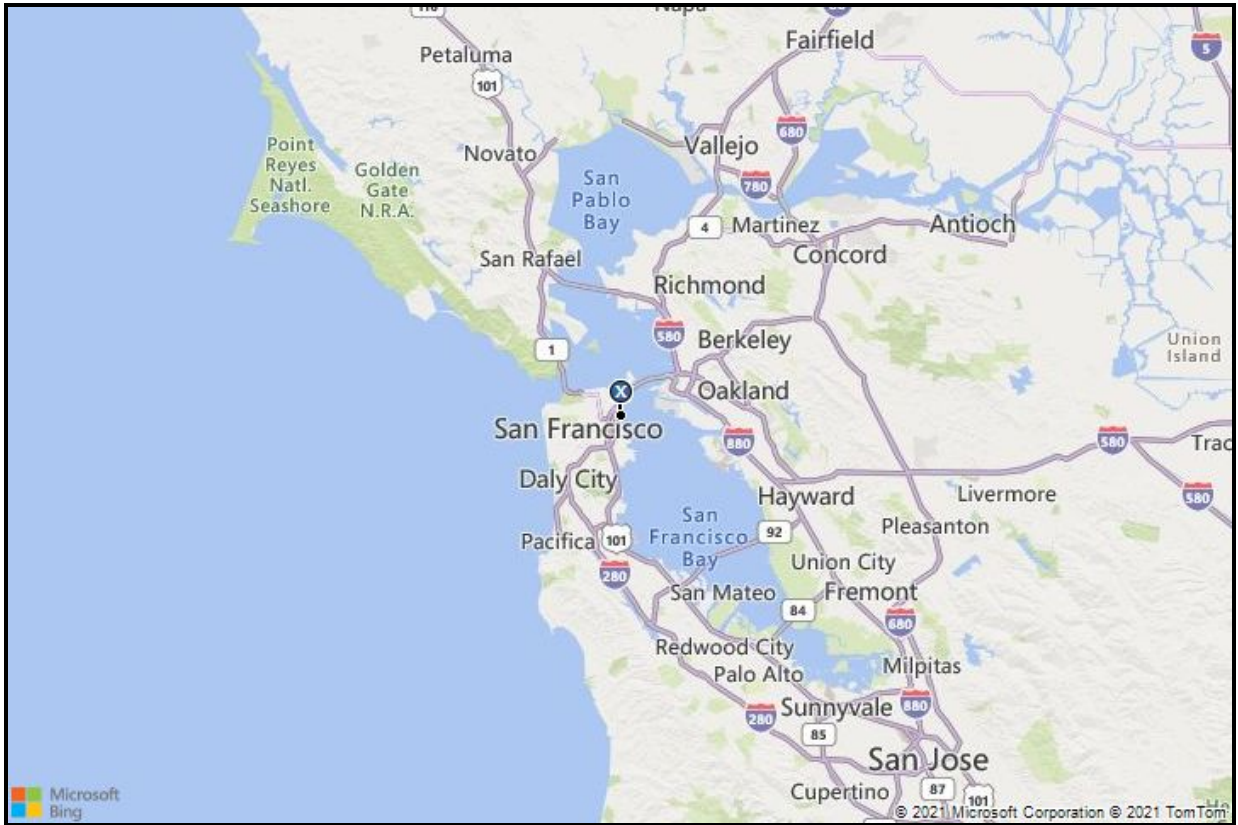 Napa
Fairfield
5
Petaluma
101
680
Vallejo
Novato
Point
Reyes
Natl.
Seashore
Golden
Gate
N.R.A.
San
Pablo
Bay
780
4
Martinez
Antioch
Concord
San Rafael
Richmond
580
Berkeley
Union
Island
1
X
Oakland
San Francisco
880
580
Trac
Daly City
Hayward
Livermore
580
San
Francisco
Bay
92
Pleasanton
Pacifica
101
Union City
280
San Mateo
84
Fremont
680
Redwood City
Palo Alto
Milpitas
Sunnyvale
880
280
85
San Jose
Cupertino
87
101
Microsoft
Bing
© 2021 Microsoft Corporation © 2021 TomTom